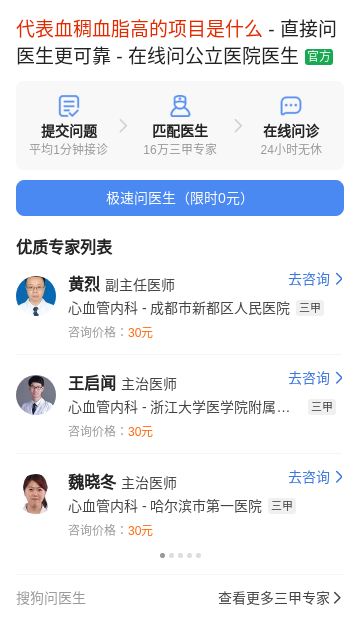 代表血稠血脂高的项目是什么 - 直接问
医生更可靠 - 在线问公立医院医生 官方
提交问题 匹配医生 在线问诊
平均1分钟接诊 16万三甲专家 24小时无休
极速问医生（限时0元）
优质专家列表
黄烈 副主任医师 去咨询
心血管内科 - 成都市新都区人民医院 三甲
咨询价格：30元
王启闻 主治医师 去咨询
心血管内科 - 浙江大学医学院附属... 三甲
咨询价格：30元
魏晓冬 主治医师 去咨询
心血管内科 - 哈尔滨市第一医院 三甲
咨询价格：30元
搜狗问医生 查看更多三甲专家